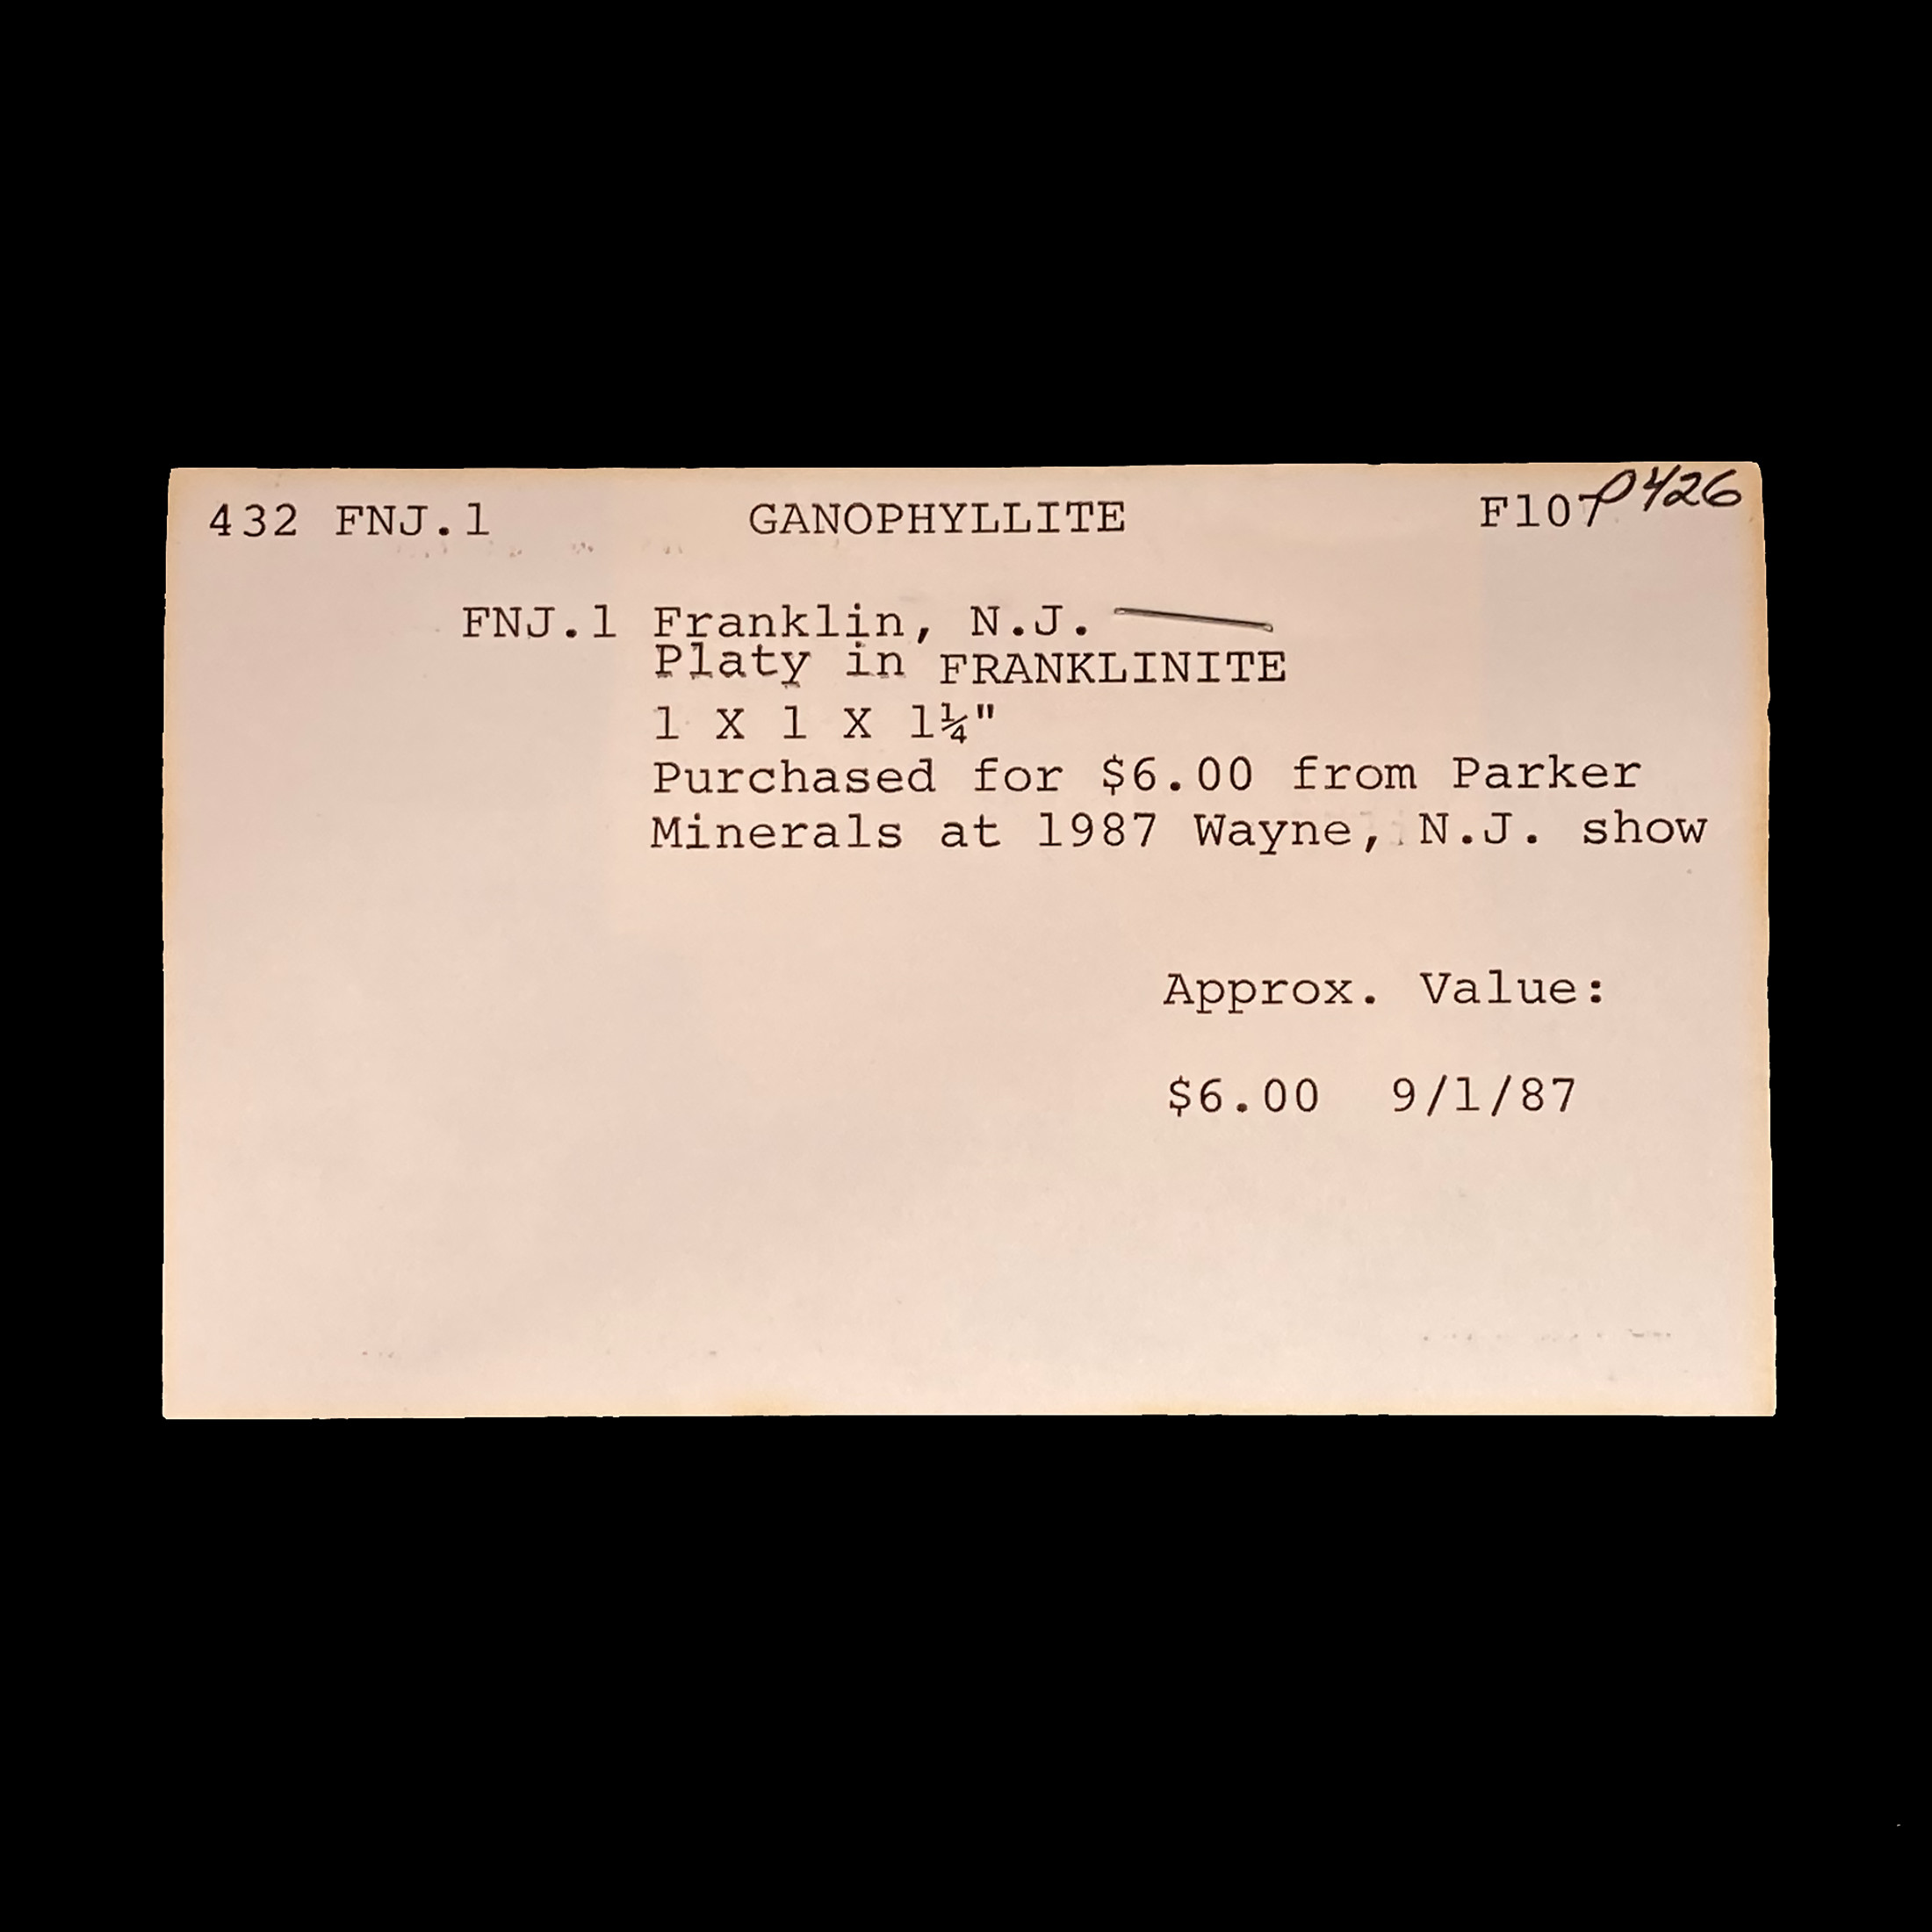 432 FNJ.1 GANOPHYLLITE F107 P426
FNJ.1 Franklin, N.J.
Platy in FRANKLINITE
1 X 1 X 1¼"
Purchased for $6.00 from Parker
Minerals at 1987 Wayne, N.J. show
Approx. Value:
$6.00 9/1/87